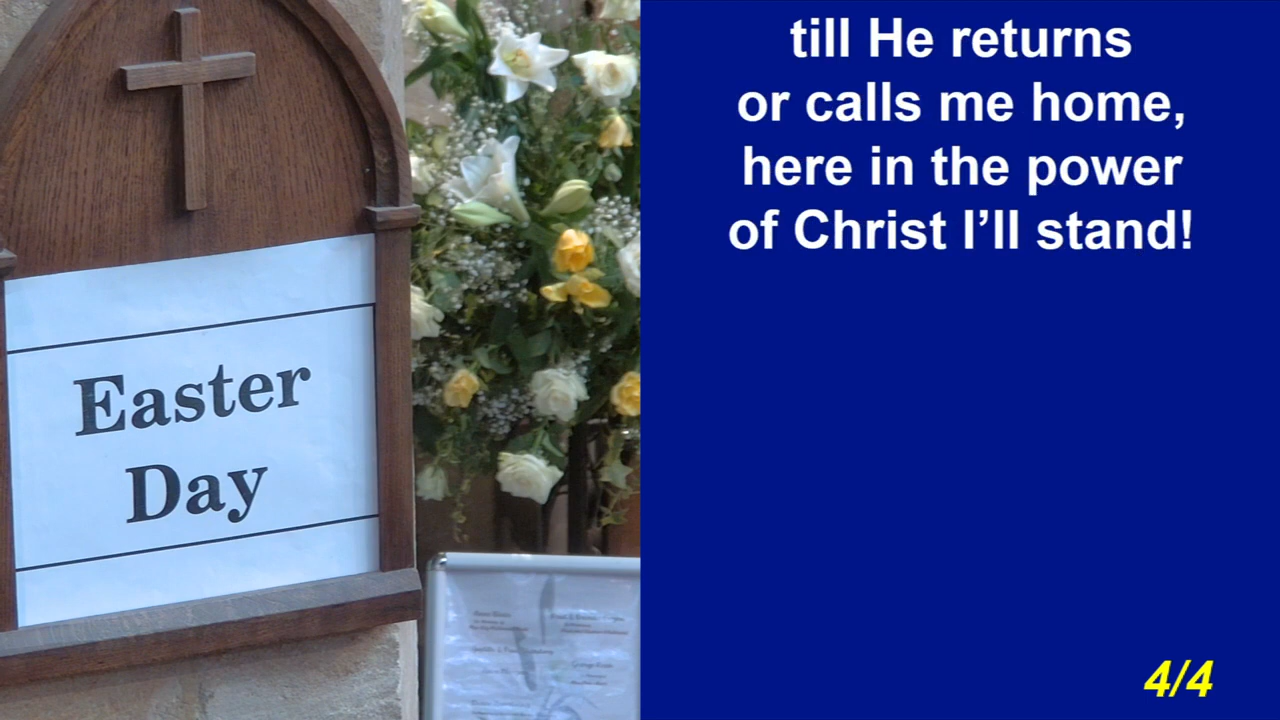 Easter
Day
till He returns
or calls me home,
here in the power
of Christ I'll stand!
4/4